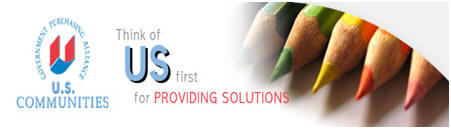 GOVERNMENT PURCHASING ALLIANCE
U.S.
COMMUNITIES
Think of
US first
for PROVIDING SOLUTIONS